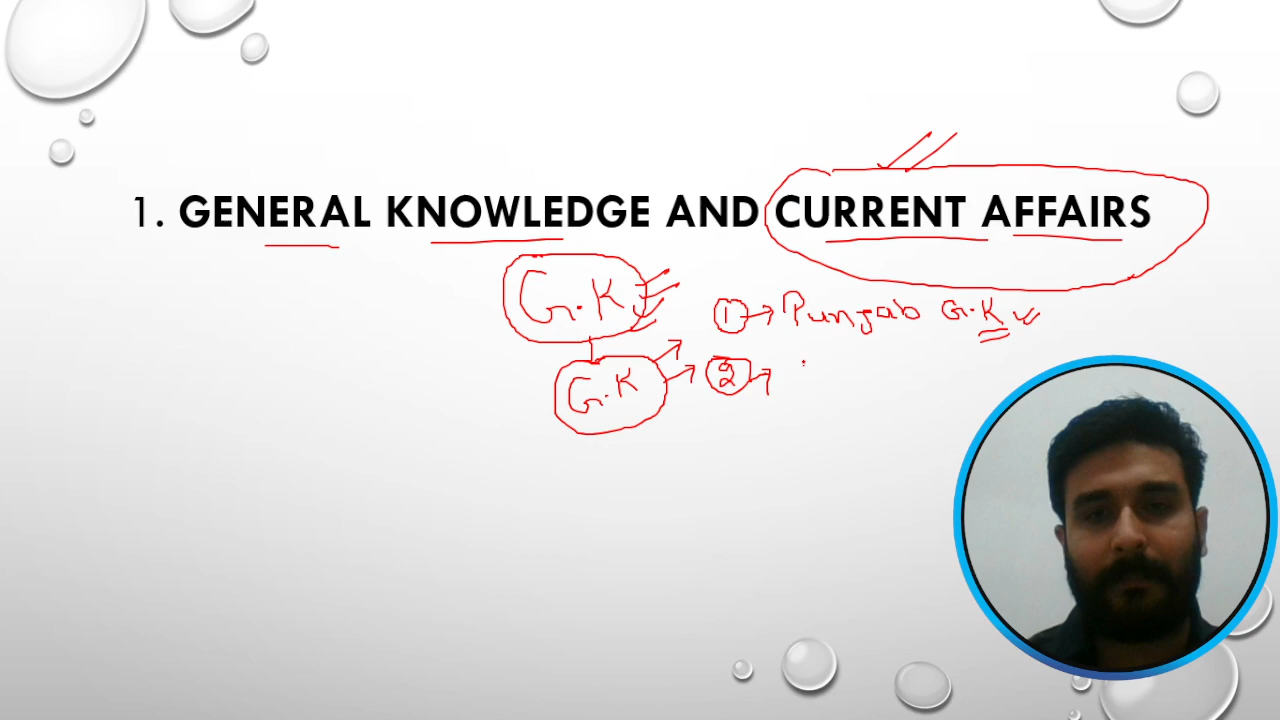 1. GENERAL KNOWLEDGE AND CURRENT AFFAIRS
G.K
1 → Punjab G.K
G.K
2 →